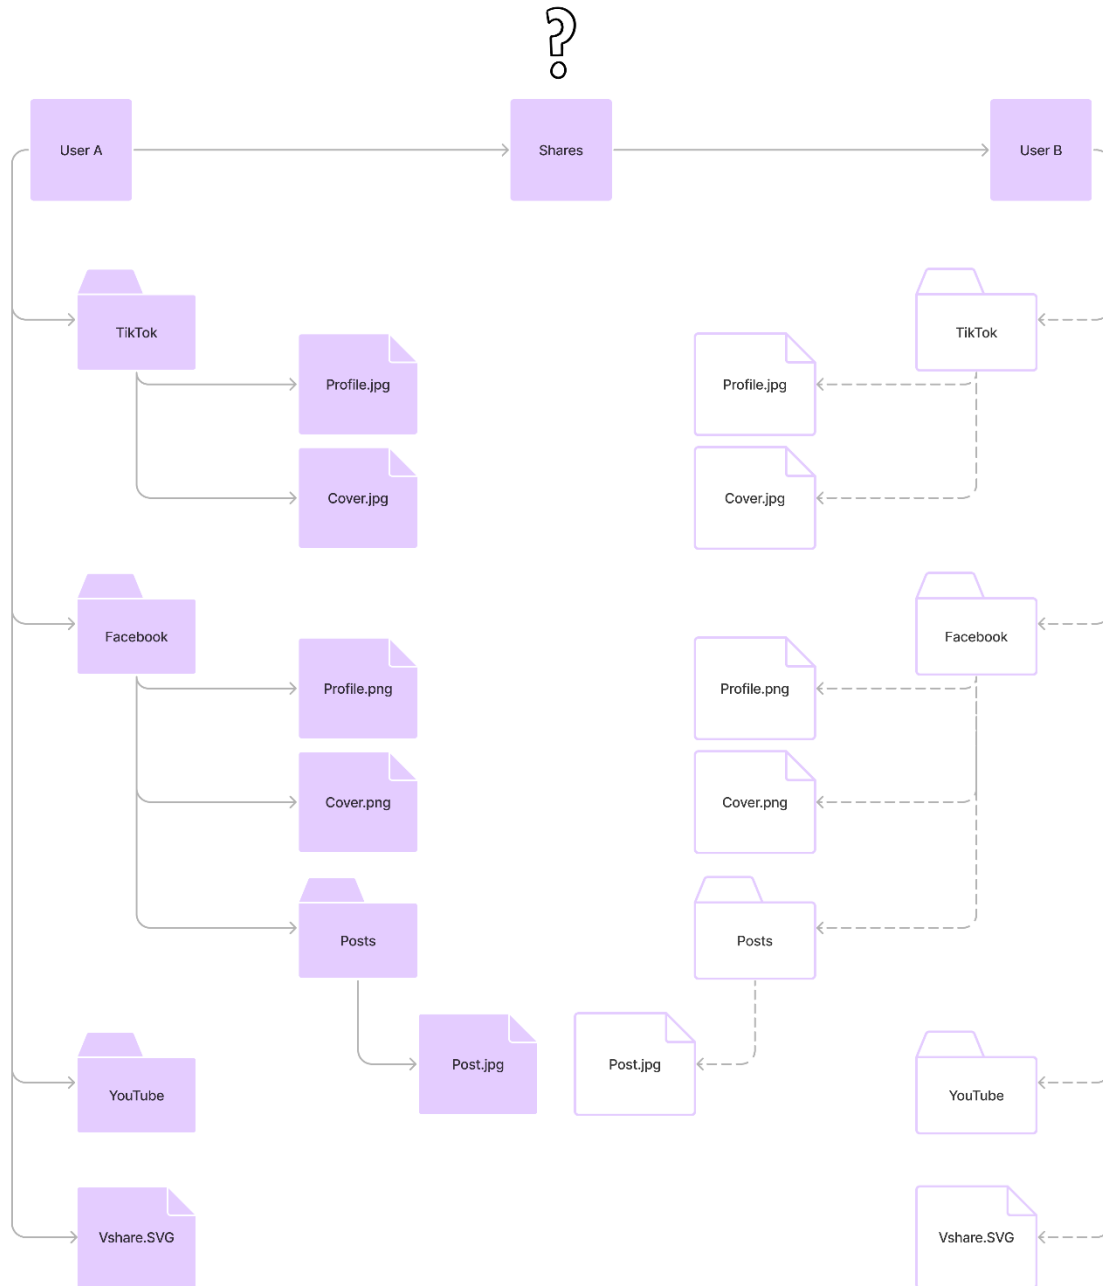 ?
User A
Shares
User B
TikTok
TikTok
Profile.jpg
Profile.jpg
Cover.jpg
Cover.jpg
Facebook
Facebook
Profile.png
Profile.png
Cover.png
Cover.png
Posts
Posts
Post.jpg
Post.jpg
YouTube
YouTube
Vshare.SVG
Vshare.SVG